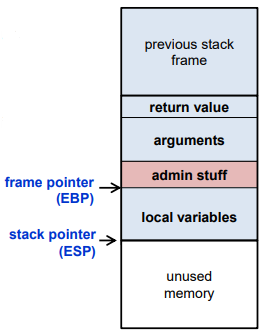 previous stack
frame
return value
arguments
admin stuff
frame pointer
(EBP)
local variables
stack pointer
(ESP)
unused
memory